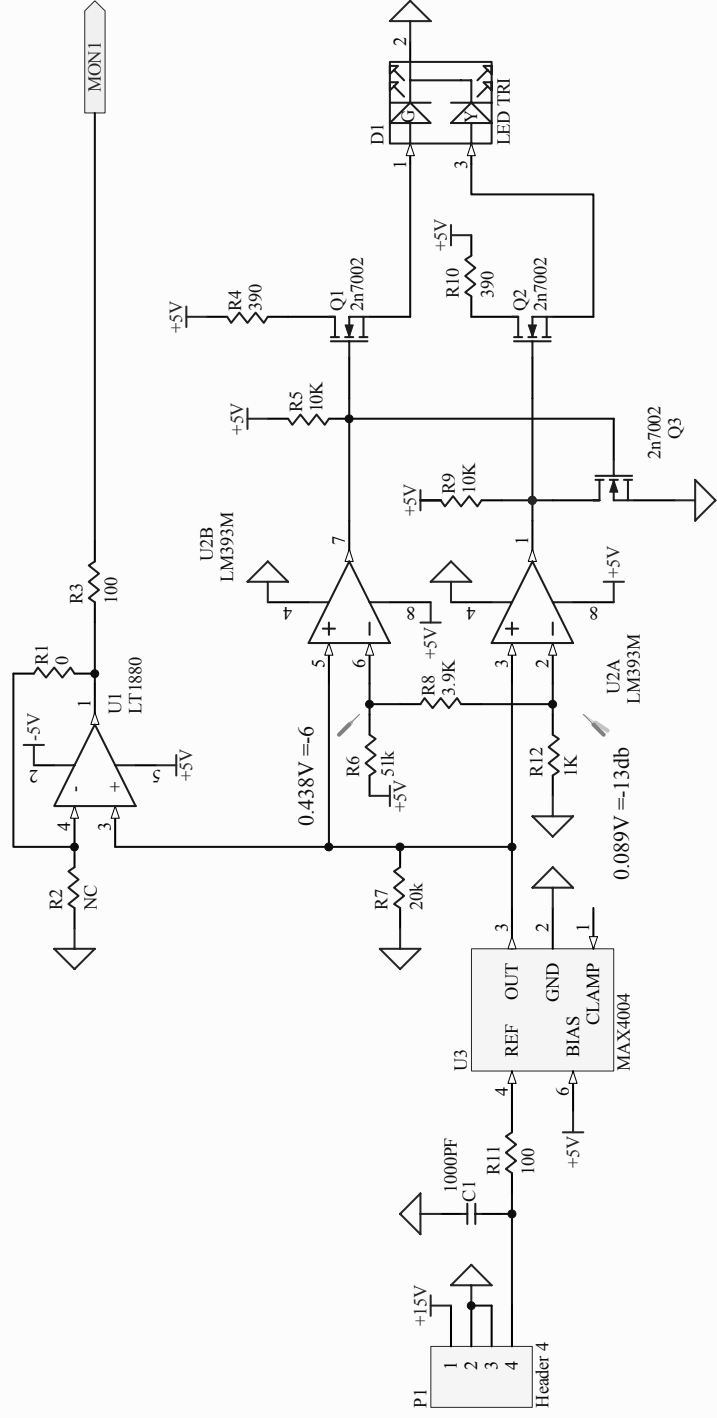 MON1
R3
100
R1
0
U1
LT1880
1
2
-5V
5
+5V
4
3
-
+
R2
NC
D1
LED TRI
G
Y
1
2
3
+5V
R4
390
Q1
2n7002
+5V
R10
390
Q2
2n7002
+5V
R5
10K
+5V
R9
10K
2n7002
Q3
U2B
LM393M
7
4
8
+5V
5
6
+
−
U2A
LM393M
1
4
8
+5V
3
2
+
−
R8
3.9K
R6
51k
+5V
R12
1K
0.438V =-6
0.089V =-13db
R7
20k
U3
MAX4004
REF
OUT
GND
BIAS
CLAMP
3
2
1
4
6
+5V
R11
100
1000PF
C1
+15V
P1
Header 4
1
2
3
4